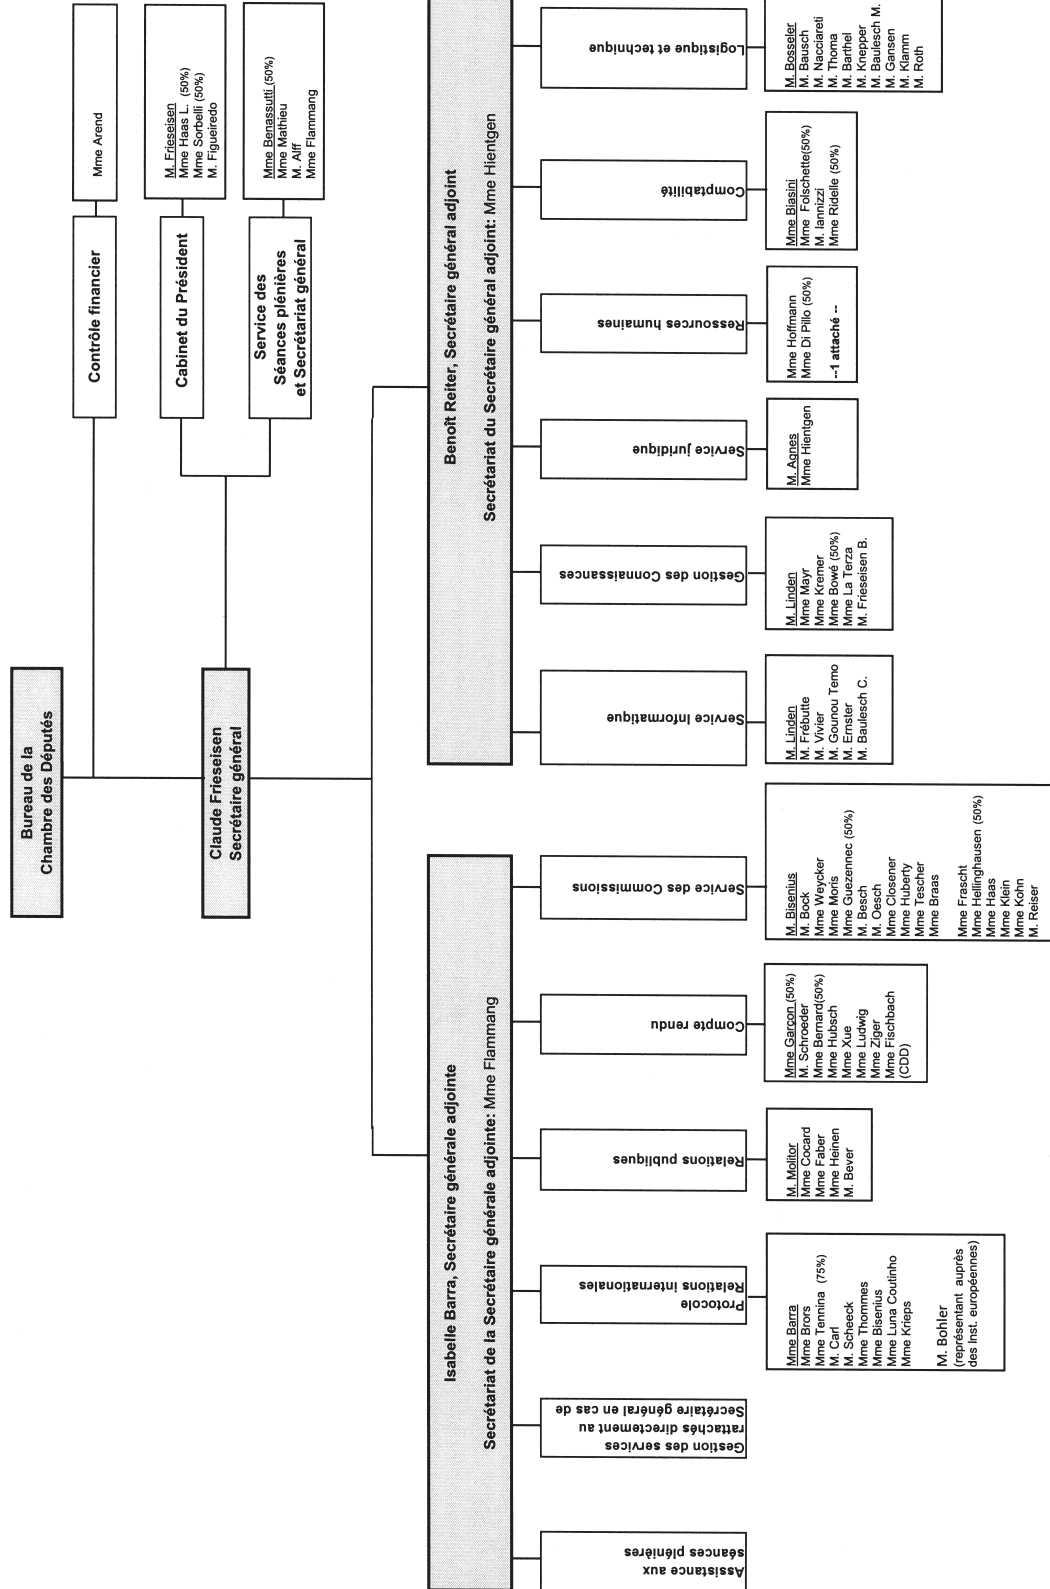 Bureau de la
Chambre des Députés
Claude Frieseisen
Secrétaire général
Contrôle financier
Mme Arend
Cabinet du Président
M. Frieseisen
Mme Haas L. (50%)
Mme Sorbelli (50%)
M. Figueiredo
Service des
Séances plénières
et Secrétariat général
Mme Benassutti (50%)
Mme Mathieu
M. Alff
Mme Flammang
Isabelle Barra, Secrétaire générale adjointe
Secrétariat de la Secrétaire générale adjointe: Mme Flammang
Assistance aux
séances plénières
Gestion des services
rattachés directement au
Secrétaire général en cas de
Protocole
Relations internationales
Mme Barra
Mme Brors
Mme Tennina (75%)
M. Carl
M. Scheeck
Mme Thommes
Mme Bisenius
Mme Luna Coutinho
Mme Krieps
M. Bohler
(représentant auprès
des Inst. européennes)
Relations publiques
M. Molitor
Mme Cocard
Mme Faber
Mme Heinen
M. Bever
Compte rendu
Mme Garçon (50%)
M. Schroeder
Mme Bernard(50%)
Mme Hubsch
Mme Xue
Mme Ludwig
Mme Ziger
Mme Fischbach
(CDD)
Service des Commissions
M. Bisenius
M. Bock
Mme Weycker
Mme Moris
Mme Guezennec (50%)
M. Besch
M. Oesch
Mme Closener
Mme Huberty
Mme Tescher
Mme Braas
Mme Frascht
Mme Hellinghausen (50%)
Mme Haas
Mme Klein
Mme Kohn
M. Reiser
Benoît Reiter, Secrétaire général adjoint
Secrétariat du Secrétaire général adjoint: Mme Hientgen
Service Informatique
M. Linden
M. Frébutte
M. Vivier
M. Gounou Temo
M. Ernster
M. Baulesch C.
Gestion des Connaissances
M. Linden
Mme Mayr
Mme Kremer
Mme Bowé (50%)
Mme La Terza
M. Frieseisen B.
Service juridique
M. Agnes
Mme Hientgen
Ressources humaines
Mme Hoffmann
Mme Di Pillo (50%)
--1 attaché --
Comptabilité
Mme Biasini
Mme Folschette(50%)
M. Iannizzi
Mme Ridelle (50%)
Logistique et technique
M. Bosseler
M. Bausch
M. Nacciareti
M. Thoma
M. Barthel
M. Knepper
M. Baulesch M.
M. Gansen
M. Klamm
M. Roth